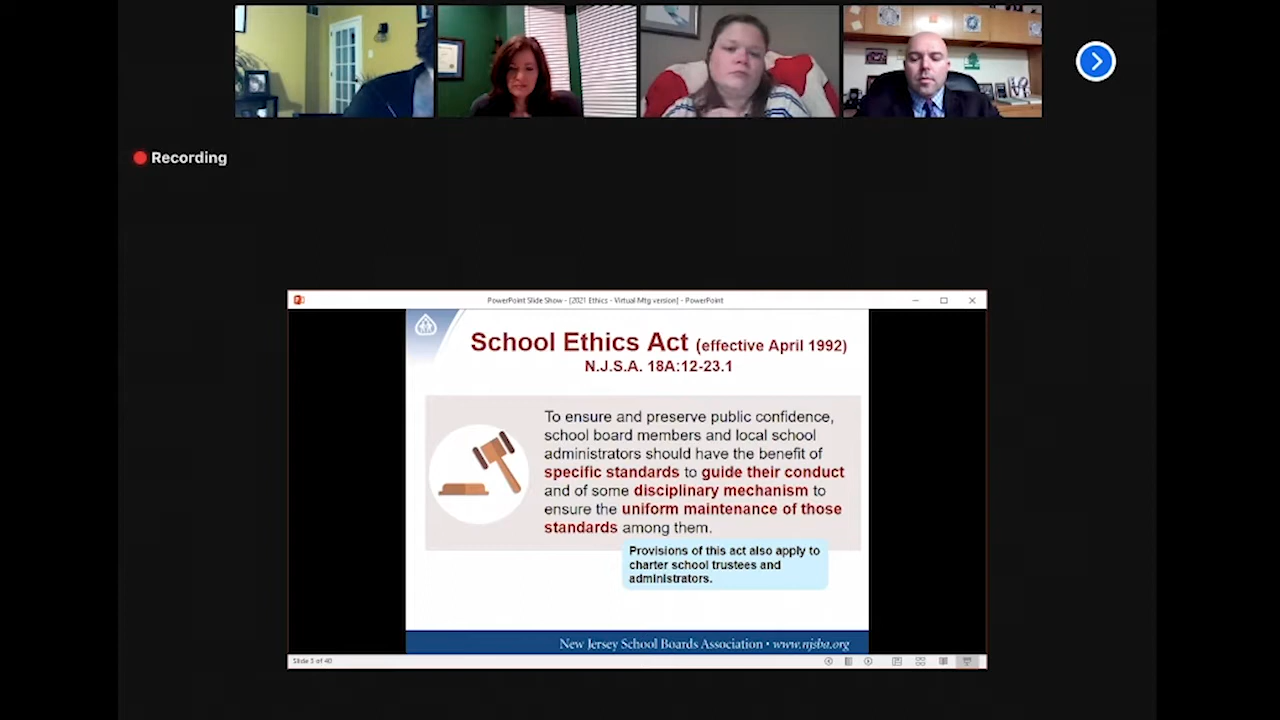 Recording
PowerPoint Slide Show - [2021 Ethics - Virtual Mtg version] - PowerPoint
School Ethics Act (effective April 1992)
N.J.S.A. 18A:12-23.1
To ensure and preserve public confidence,
school board members and local school
administrators should have the benefit of
specific standards to guide their conduct
and of some disciplinary mechanism to
ensure the uniform maintenance of those
standards among them.
Provisions of this act also apply to
charter school trustees and
administrators.
New Jersey School Boards Association • www.njsba.org
Slide 3 of 40